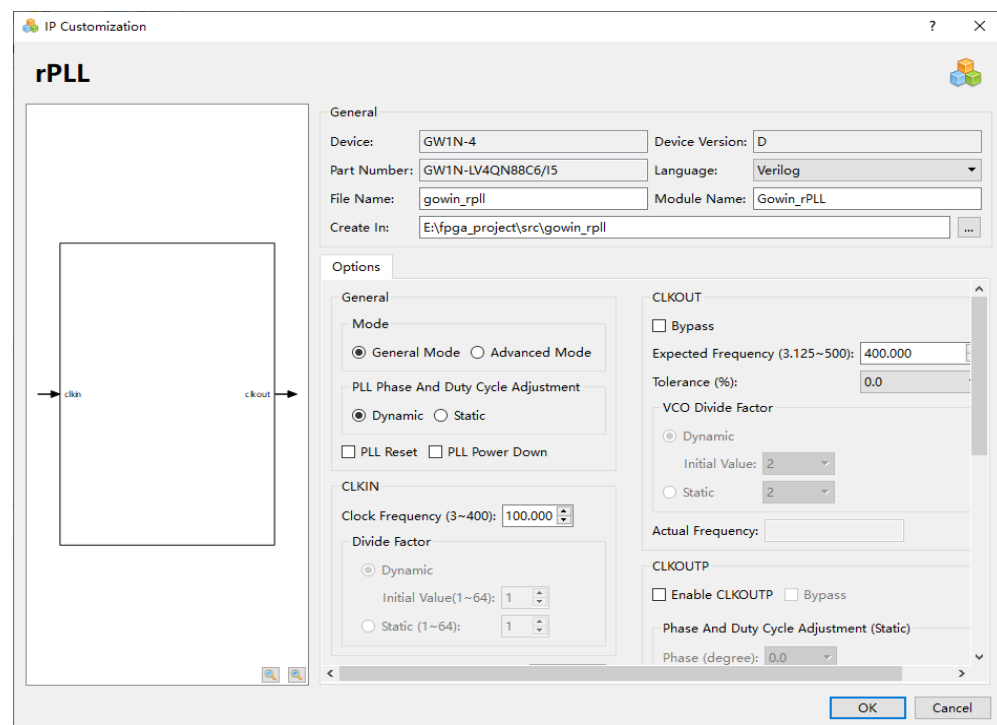 IP Customization
?
rPLL
clkin
clkout
General
Device: GW1N-4 Device Version: D
Part Number: GW1N-LV4QN88C6/I5 Language: Verilog
File Name: gowin_rpll Module Name: Gowin_rPLL
Create In: E:\fpga_project\src\gowin_rpll ...
Options
General
Mode
General Mode Advanced Mode
PLL Phase And Duty Cycle Adjustment
Dynamic Static
PLL Reset PLL Power Down
CLKIN
Clock Frequency (3~400): 100.000
Divide Factor
Dynamic
Initial Value(1~64): 1
Static (1~64): 1
CLKOUT
Bypass
Expected Frequency (3.125~500): 400.000
Tolerance (%): 0.0
VCO Divide Factor
Dynamic
Initial Value: 2
Static 2
Actual Frequency:
CLKOUTP
Enable CLKOUTP Bypass
Phase And Duty Cycle Adjustment (Static)
Phase (degree): 0.0
OK Cancel